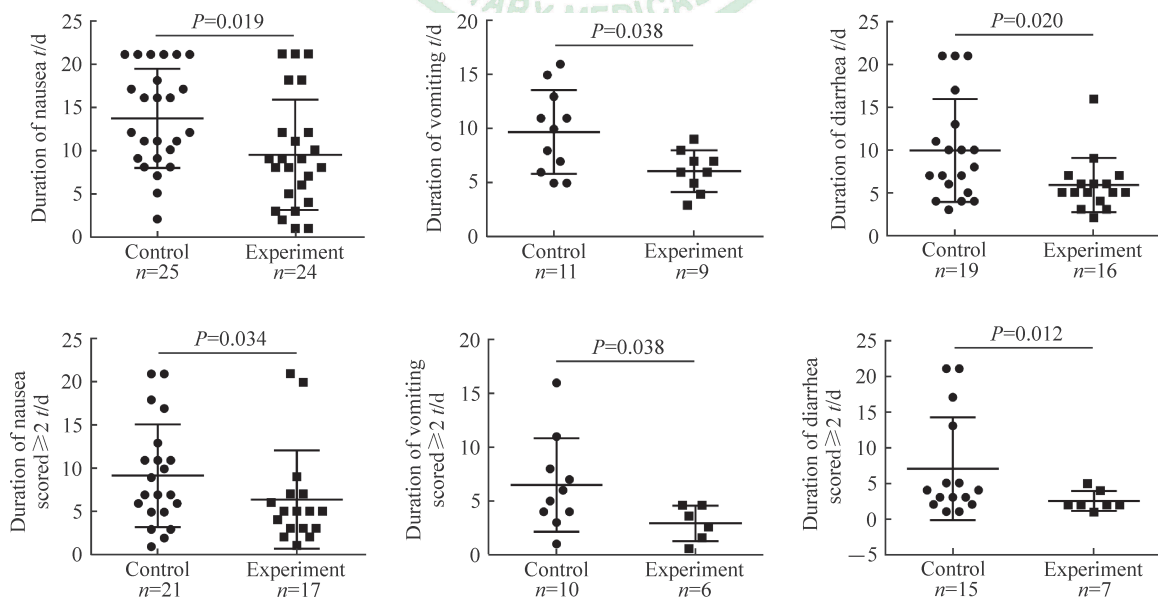 TARY MEDICAL
P=0.019
Duration of nausea t/d
25
20
15
10
5
0
Control
n=25
Experiment
n=24
P=0.038
Duration of vomiting t/d
20
15
10
5
0
Control
n=11
Experiment
n=9
P=0.020
Duration of diarrhea t/d
25
20
15
10
5
0
Control
n=19
Experiment
n=16
P=0.034
Duration of nausea
scored≥2 t/d
25
20
15
10
5
0
Control
n=21
Experiment
n=17
P=0.038
Duration of vomiting
scored≥2 t/d
20
15
10
5
0
Control
n=10
Experiment
n=6
P=0.012
Duration of diarrhea
scored≥2 t/d
25
20
15
10
5
0
−5
Control
n=15
Experiment
n=7